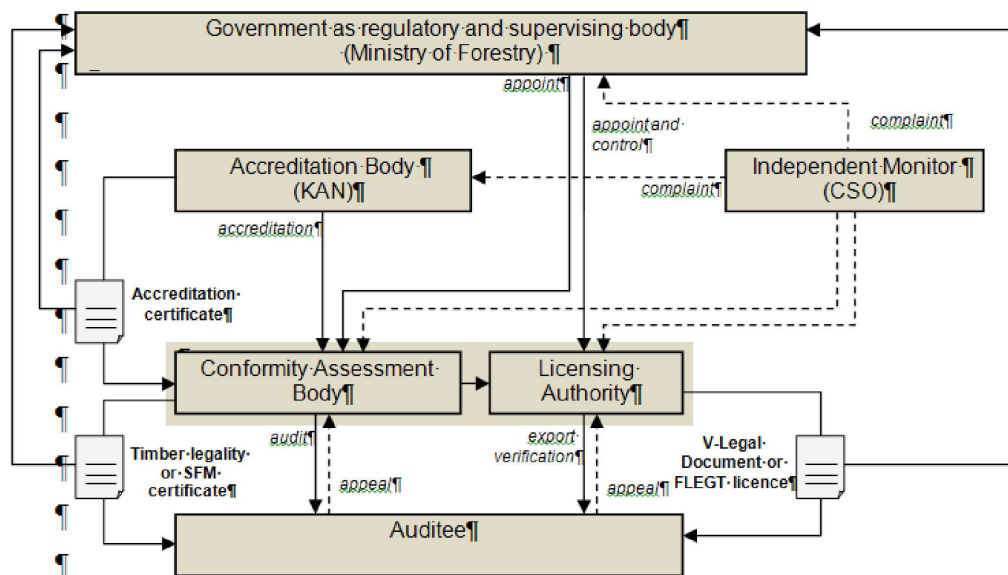 Government·as·regulatory·and·supervising·body¶
(Ministry·of·Forestry)·¶
appoint¶
appoint·and·
control¶
complaint¶
Accreditation·Body·¶
(KAN)¶
complaint¶
Independent·Monitor·¶
(CSO)¶
accreditation¶
Accreditation·
certificate¶
Conformity·Assessment·
Body¶
Licensing·
Authority¶
audit¶
export·
verification¶
Timber·legality·
or·SFM·
certificate¶
appeal¶
appeal¶
V-Legal·
Document·or·
FLEGT·licence¶
Auditee¶
¶
¶
¶
¶
¶
¶
¶
¶
¶
¶
¶
¶